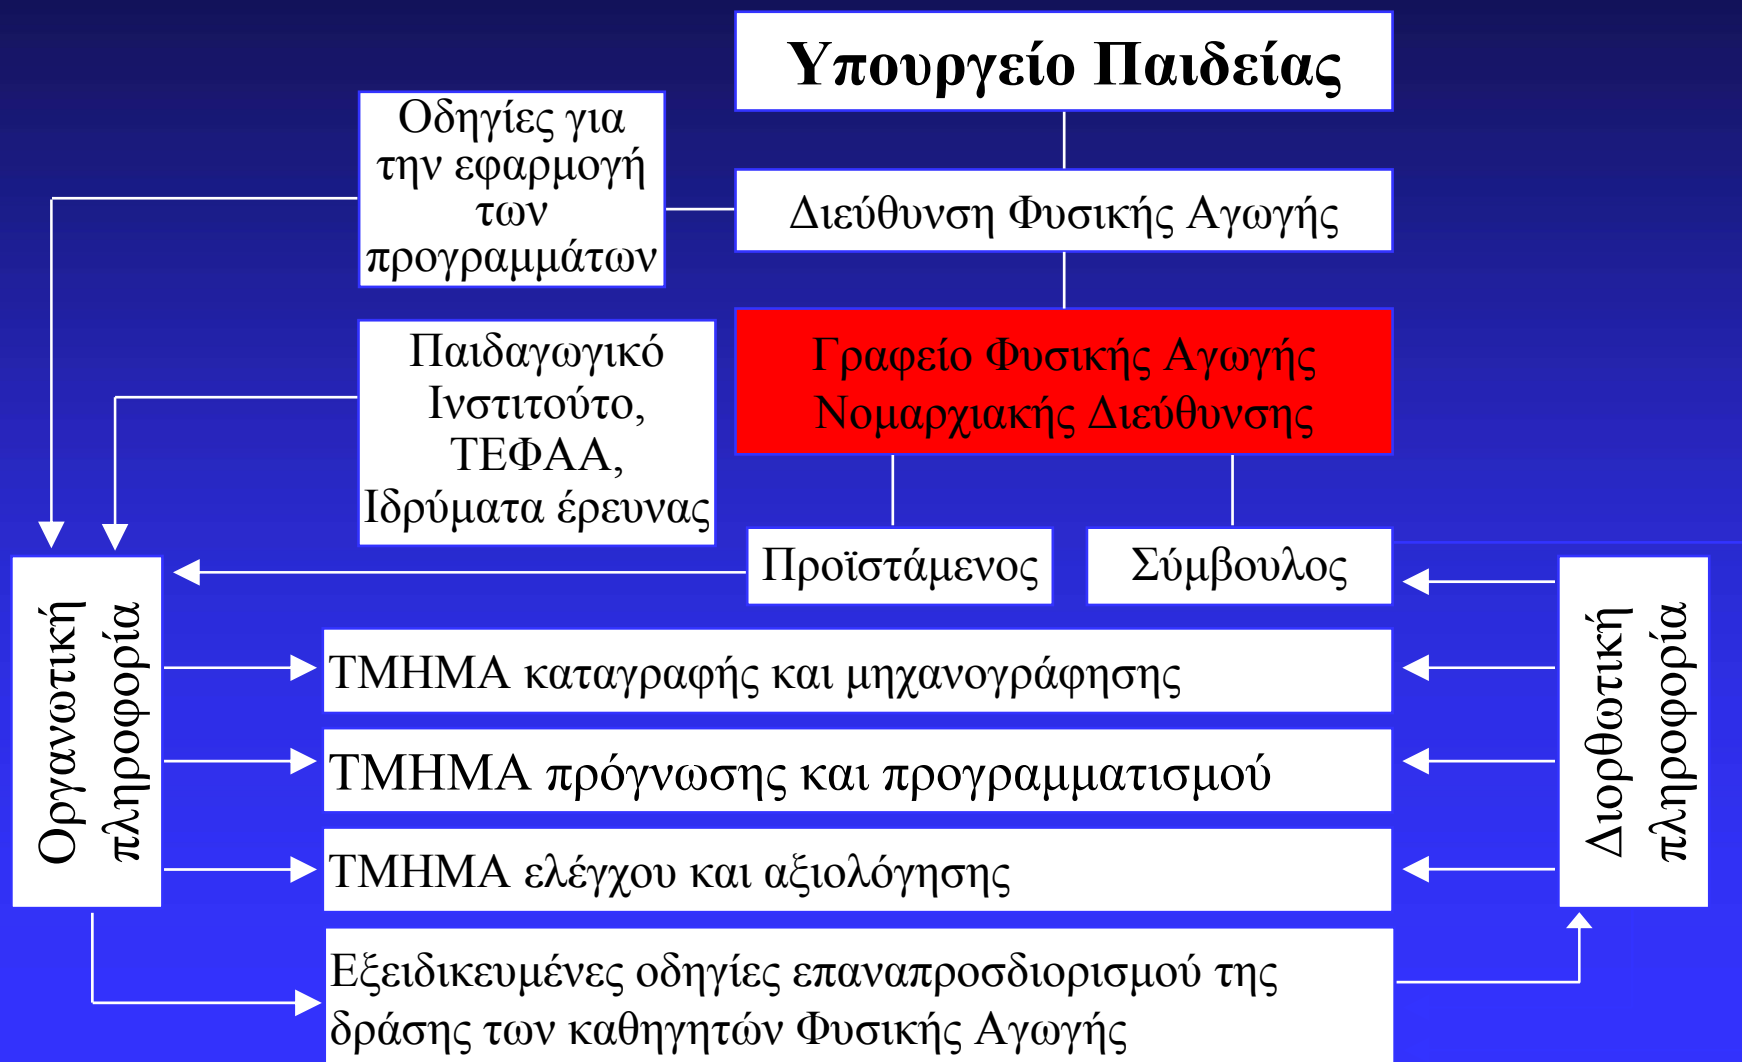 Υπουργείο Παιδείας
Οδηγίες για
την εφαρμογή
των
προγραμμάτων
Διεύθυνση Φυσικής Αγωγής
Παιδαγωγικό
Ινστιτούτο,
ΤΕΦΑΑ,
Ιδρύματα έρευνας
Γραφείο Φυσικής Αγωγής
Νομαρχιακής Διεύθυνσης
Προϊστάμενος
Σύμβουλος
Οργανωτική
πληροφορία
ΤΜΗΜΑ καταγραφής και μηχανογράφησης
ΤΜΗΜΑ πρόγνωσης και προγραμματισμού
ΤΜΗΜΑ ελέγχου και αξιολόγησης
Εξειδικευμένες οδηγίες επαναπροσδιορισμού της
δράσης των καθηγητών Φυσικής Αγωγής
Διορθωτική
πληροφορία